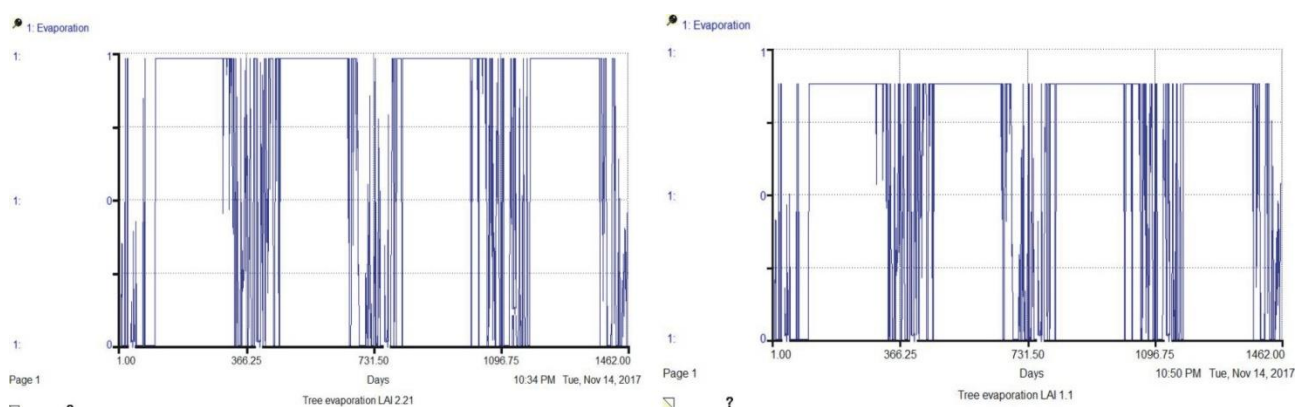 1: Evaporation
1:
1
1:
0
1:
0
1.00
366.25
731.50
1096.75
1462.00
Page 1
Days
10:34 PM Tue, Nov 14, 2017
?
Tree evaporation LAI 2.21
1: Evaporation
1:
1
1:
0
1:
0
1.00
366.25
731.50
1096.75
1462.00
Page 1
Days
10:50 PM Tue, Nov 14, 2017
?
Tree evaporation LAI 1.1